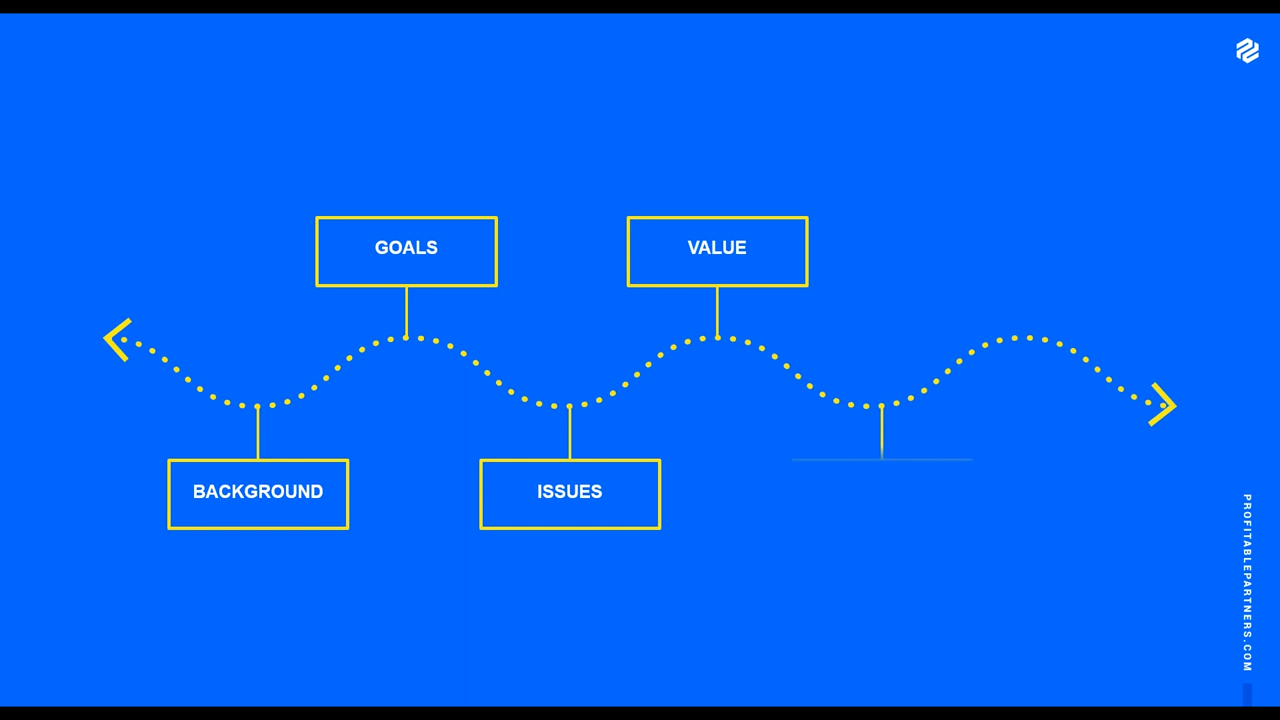 GOALS
VALUE
BACKGROUND
ISSUES
PROFITABLEPARTNERS.COM